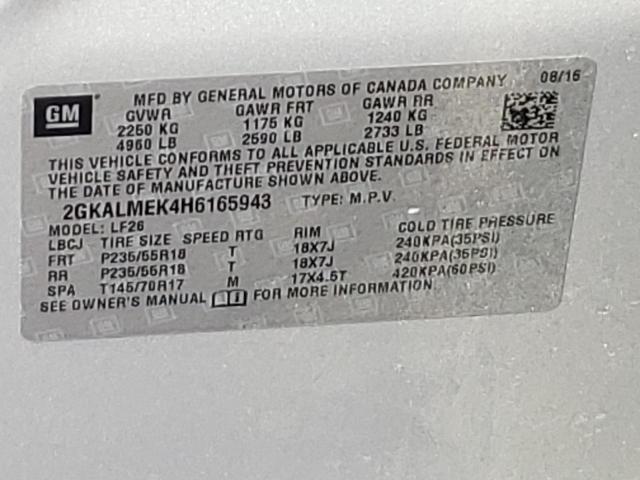 GM
MFD BY GENERAL MOTORS OF CANADA COMPANY 08/16
GVWR GAWR FRT GAWR RR
2250 KG 1175 KG 1240 KG
4960 LB 2590 LB 2733 LB
THIS VEHICLE CONFORMS TO ALL APPLICABLE U.S. FEDERAL MOTOR
VEHICLE SAFETY AND THEFT PREVENTION STANDARDS IN EFFECT ON
THE DATE OF MANUFACTURE SHOWN ABOVE.
2GKALMEK4H6165943 TYPE: M.P.V.
MODEL: LF26
LBCJ TIRE SIZE SPEED RTG RIM COLD TIRE PRESSURE
FRT P235/55R18 T 18X7J 240KPA(35PSI)
RR P235/55R18 T 18X7J 240KPA(35PSI)
SPA T145/70R17 M 17X4.5T 420KPA(60PSI)
SEE OWNER'S MANUAL FOR MORE INFORMATION